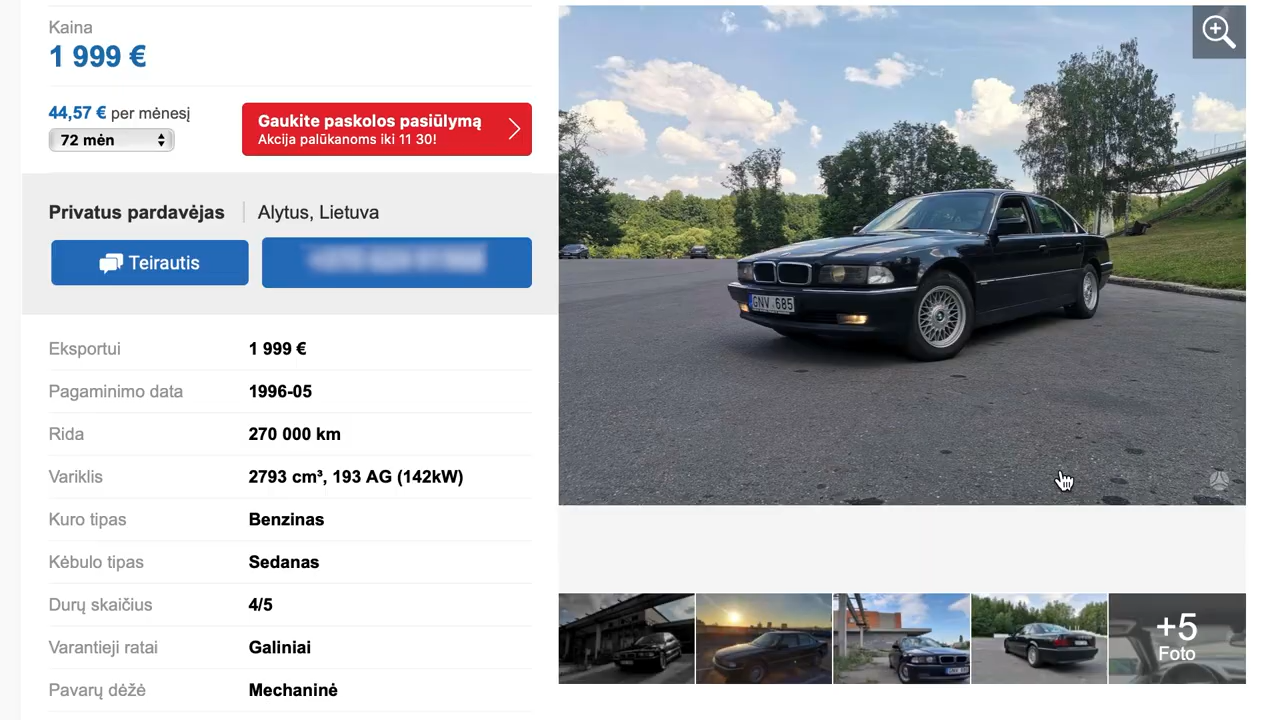 Kaina
1 999 €
44,57 € per mėnesį
72 mėn
Gaukite paskolos pasiūlymą
Akcija palūkanoms iki 11 30!
Privatus pardavėjas
Alytus, Lietuva
Teirautis
Eksportui 1 999 €
Pagaminimo data 1996-05
Rida 270 000 km
Variklis 2793 cm³, 193 AG (142kW)
Kuro tipas Benzinas
Kėbulo tipas Sedanas
Durų skaičius 4/5
Varantieji ratai Galiniai
Pavarų dėžė Mechaninė
GNV 685
+5
Foto